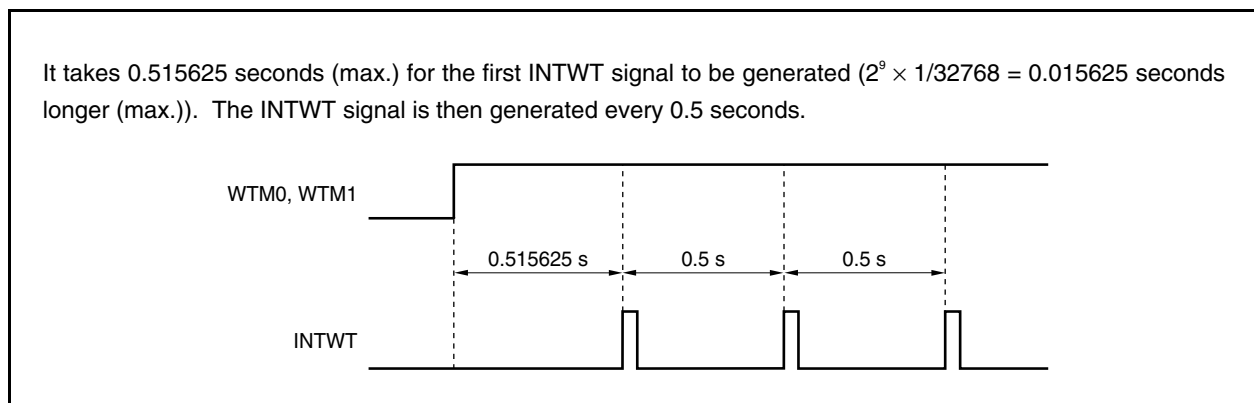 It takes 0.515625 seconds (max.) for the first INTWT signal to be generated (2⁹ × 1/32768 = 0.015625 seconds
longer (max.)).  The INTWT signal is then generated every 0.5 seconds.
WTM0, WTM1
0.515625 s
0.5 s
0.5 s
INTWT